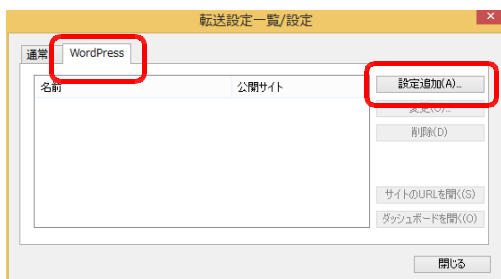 転送設定一覧/設定
×
通常 WordPress
名前 公開サイト
設定追加(A)...
変更(C)...
削除(D)
サイトのURLを開く(S)
ダッシュボードを開く(O)
閉じる